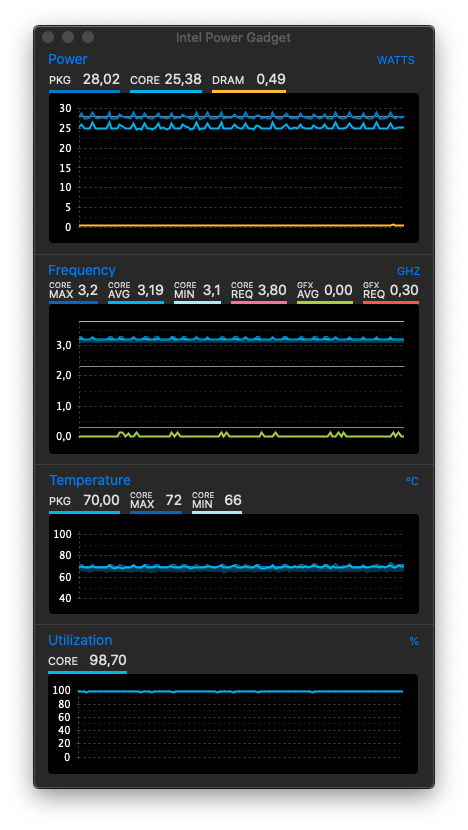 Intel Power Gadget
Power WATTS
PKG 28,02 CORE 25,38 DRAM 0,49
30
25
20
15
10
5
0
Frequency GHZ
CORE MAX 3,2 CORE AVG 3,19 CORE MIN 3,1 CORE REQ 3,80 GFX AVG 0,00 GFX REQ 0,30
3,0
2,0
1,0
0,0
Temperature °C
PKG 70,00 CORE MAX 72 CORE MIN 66
100
80
60
40
Utilization %
CORE 98,70
100
80
60
40
20
0